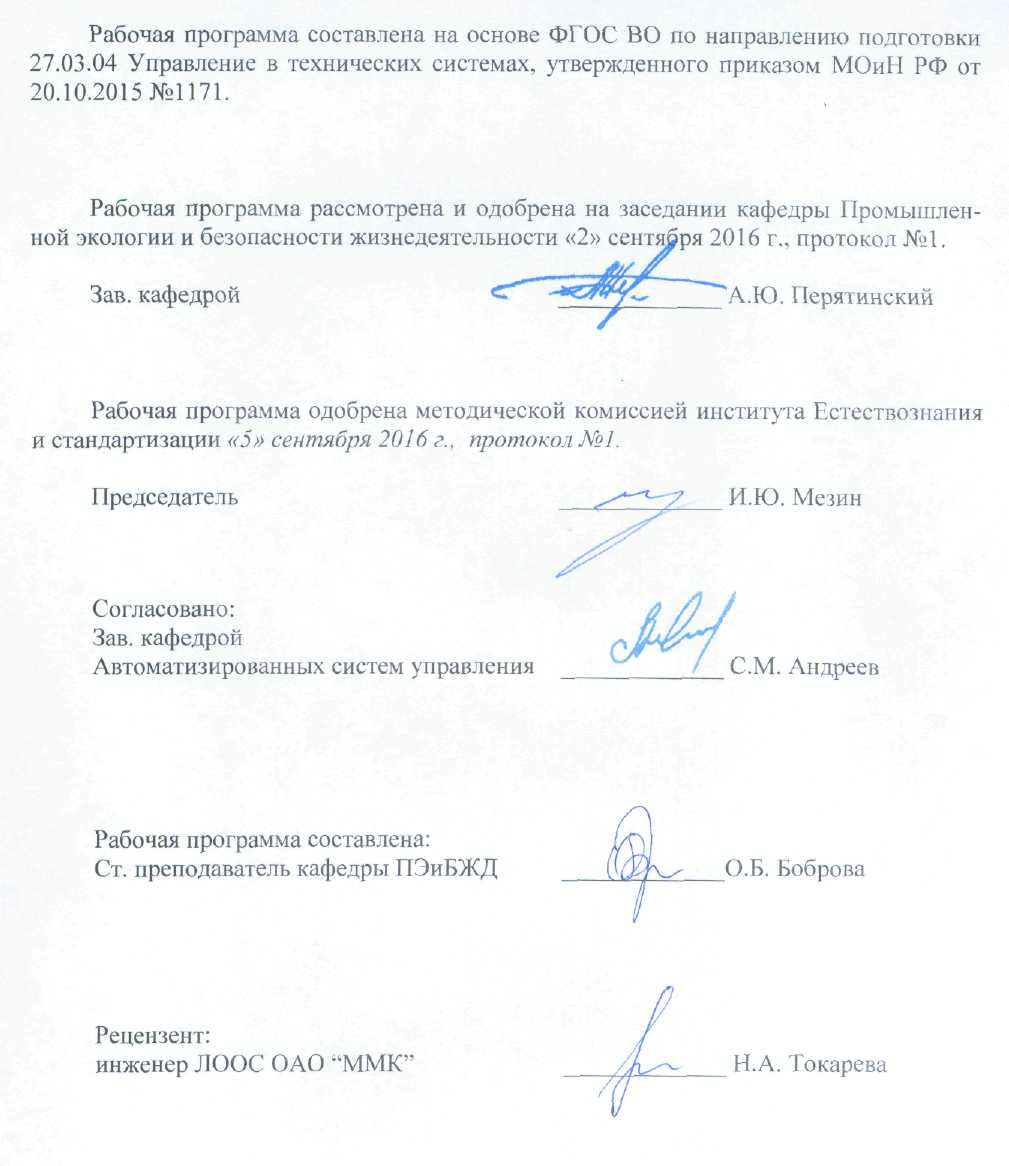 Рабочая программа составлена на основе ФГОС ВО по направлению подготовки
27.03.04 Управление в технических системах, утвержденного приказом МОиН РФ от
20.10.2015 №1171.
Рабочая программа рассмотрена и одобрена на заседании кафедры Промышлен-
ной экологии и безопасности жизнедеятельности «2» сентября 2016 г., протокол №1.
Зав. кафедрой А.Ю. Перятинский
Рабочая программа одобрена методической комиссией института Естествознания
и стандартизации «5» сентября 2016 г., протокол №1.
Председатель И.Ю. Мезин
Согласовано:
Зав. кафедрой
Автоматизированных систем управления С.М. Андреев
Рабочая программа составлена:
Ст. преподаватель кафедры ПЭиБЖД О.Б. Боброва
Рецензент:
инженер ЛООС ОАО “ММК” Н.А. Токарева